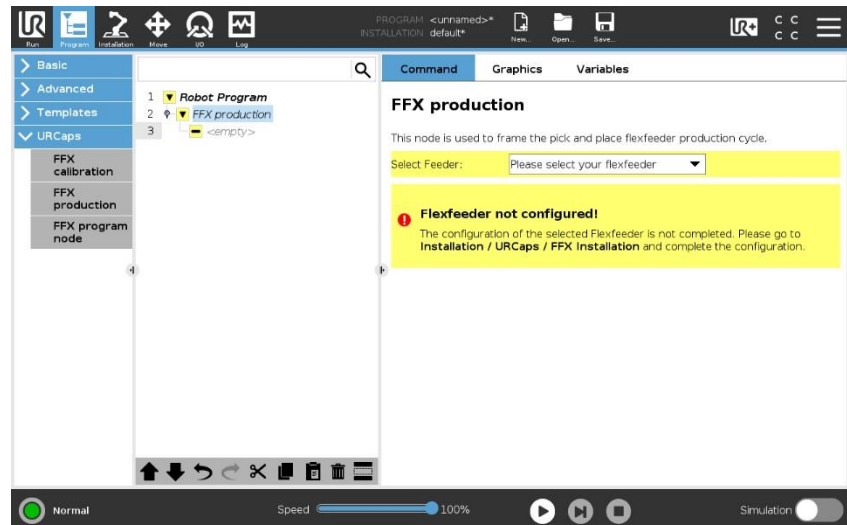 UR
Run
Program
Installation
Move
I/O
Log
PROGRAM <unnamed>*
INSTALLATION default*
New...
Open...
Save...
UR+
C C
C C
Basic
Advanced
Templates
URCaps
FFX
calibration
FFX
production
FFX program
node
1 Robot Program
2 FFX production
3 <empty>
Command Graphics Variables
FFX production
This node is used to frame the pick and place flexfeeder production cycle.
Select Feeder: Please select your flexfeeder
Flexfeeder not configured!
The configuration of the selected Flexfeeder is not completed. Please go to
Installation / URCaps / FFX Installation and complete the configuration.
Normal
Speed 100%
Simulation